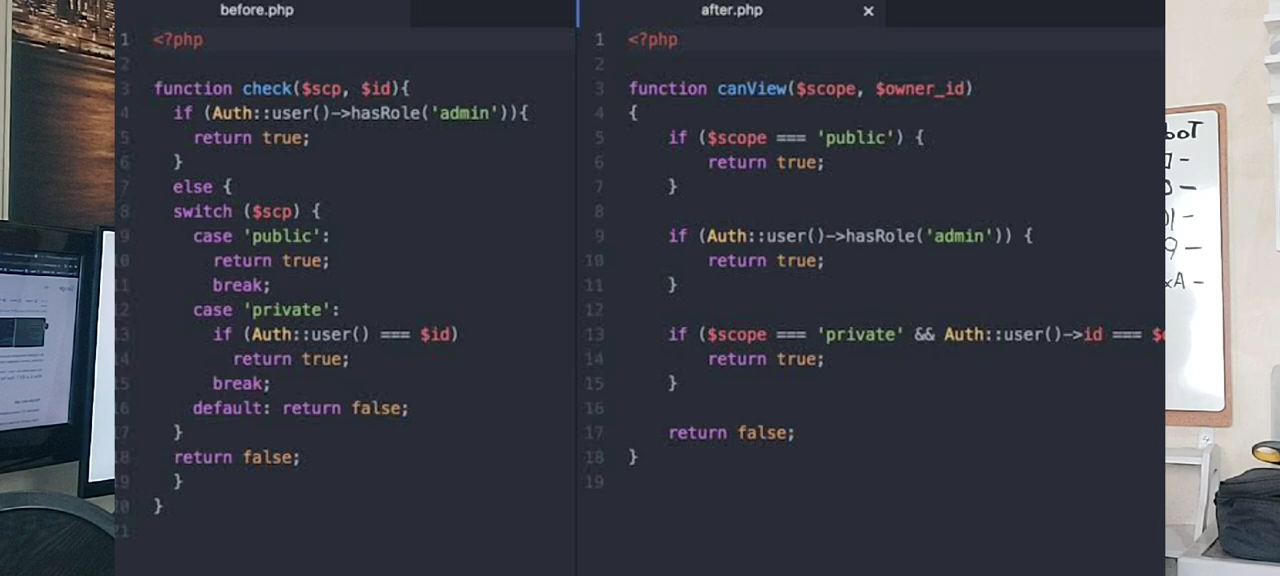 before.php
1 <?php
2
3 function check($scp, $id){
4 if (Auth::user()->hasRole('admin')){
5 return true;
6 }
7 else {
8 switch ($scp) {
9 case 'public':
10 return true;
11 break;
12 case 'private':
13 if (Auth::user() === $id)
14 return true;
15 break;
16 default: return false;
17 }
18 return false;
19 }
20 }
21
after.php ×
1 <?php
2
3 function canView($scope, $owner_id)
4 {
5 if ($scope === 'public') {
6 return true;
7 }
8
9 if (Auth::user()->hasRole('admin')) {
10 return true;
11 }
12
13 if ($scope === 'private' && Auth::user()->id === $
14 return true;
15 }
16
17 return false;
18 }
19